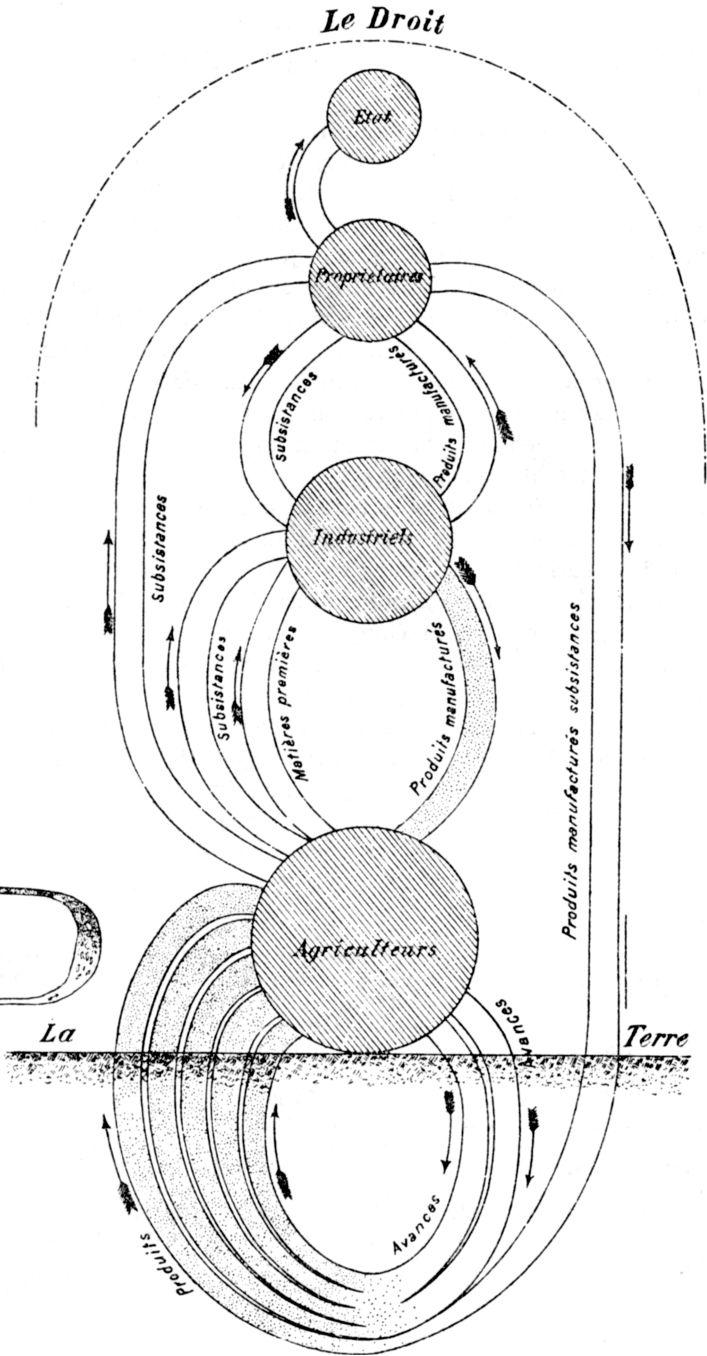 Le Droit
Etat
Propriétaires
Subsistances
Produits manufacturés
Industriels
Subsistances
Subsistances
Matières premières
Produits manufacturés
Produits manufacturés subsistances
Agriculteurs
Avances
La Terre
Avances
Produits